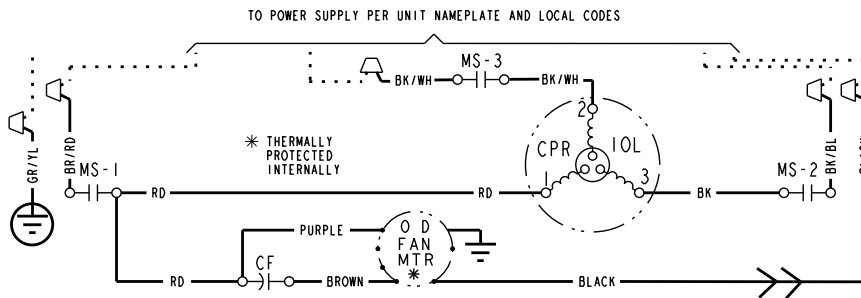 TO POWER SUPPLY PER UNIT NAMEPLATE AND LOCAL CODES
MS-3
BK/WH
BK/WH
2
GR/YL
BR/RD
* THERMALLY
PROTECTED
INTERNALLY
CPR
IOL
BK/BL
MS-1
1
3
MS-2
RD
RD
BK
PURPLE
O D
FAN
MTR
*
CF
RD
BROWN
BLACK